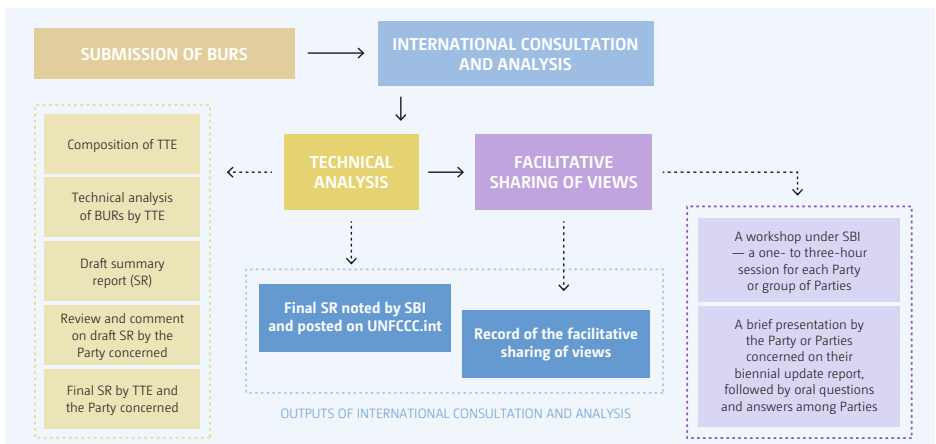 SUBMISSION OF BURS
INTERNATIONAL CONSULTATION
AND ANALYSIS
Composition of TTE
Technical analysis
of BURs by TTE
Draft summary
report (SR)
Review and comment
on draft SR by the
Party concerned
Final SR by TTE and
the Party concerned
TECHNICAL
ANALYSIS
FACILITATIVE
SHARING OF VIEWS
Final SR noted by SBI
and posted on UNFCCC.int
Record of the facilitative
sharing of views
OUTPUTS OF INTERNATIONAL CONSULTATION AND ANALYSIS
A workshop under SBI
— a one- to three-hour
session for each Party
or group of Parties
A brief presentation by
the Party or Parties
concerned on their
biennial update report,
followed by oral questions
and answers among Parties